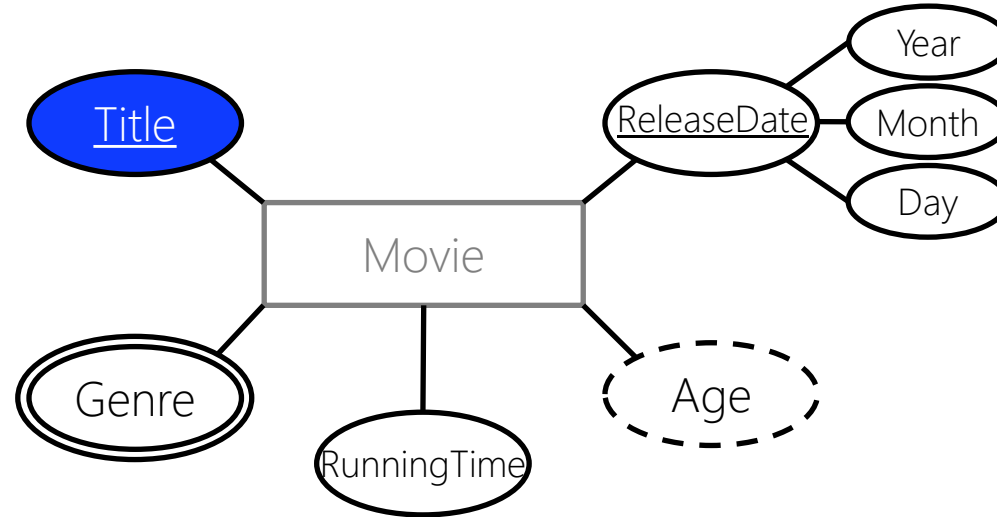 Year
Title
ReleaseDate
Month
Day
Movie
Genre
Age
RunningTime